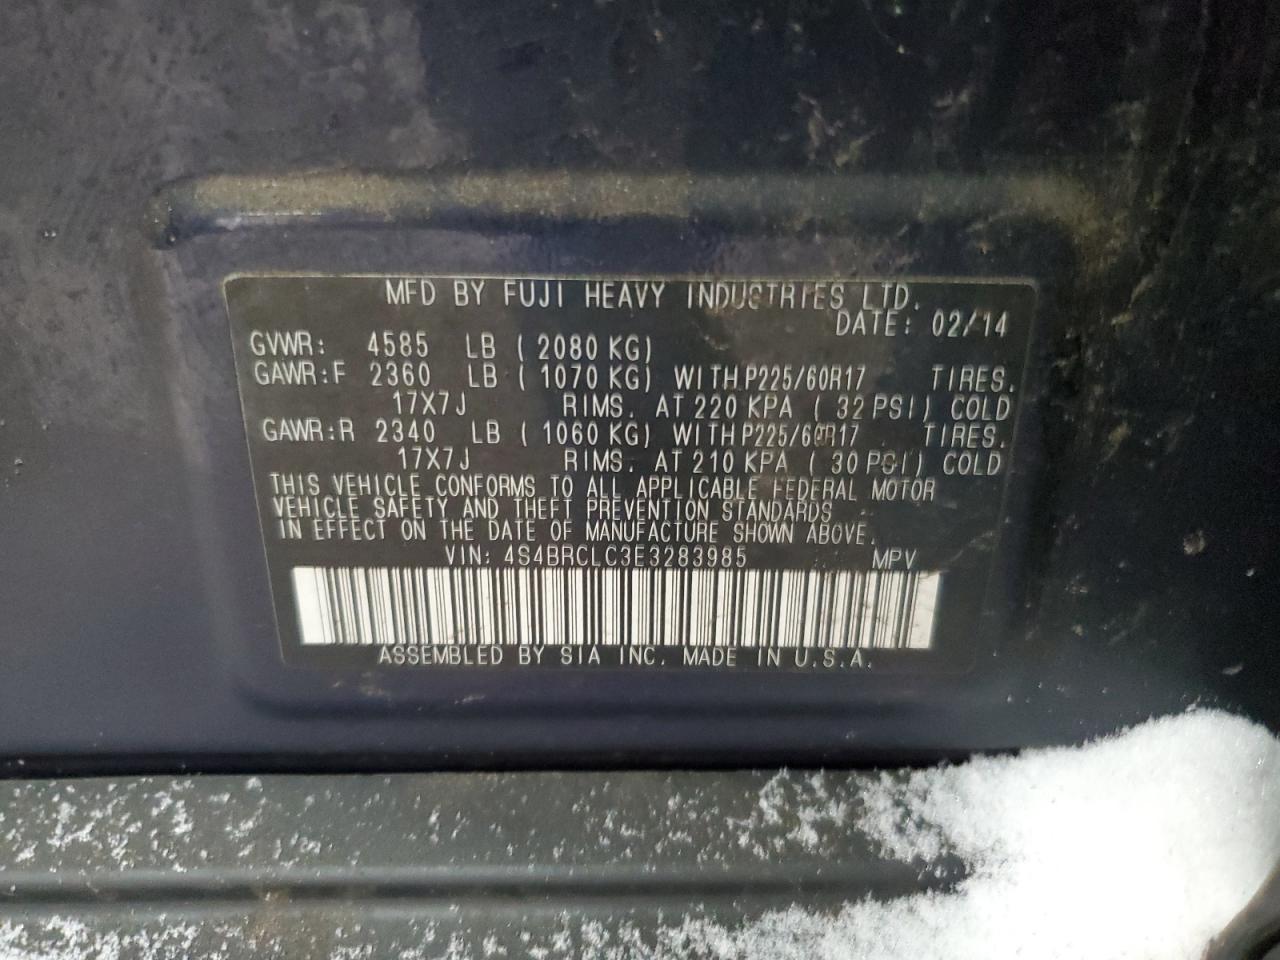 MFD BY FUJI HEAVY INDUSTRIES LTD.
DATE: 02/14
GVWR: 4585 LB ( 2080 KG)
GAWR:F 2360 LB ( 1070 KG) WITH P225/60R17 TIRES.
17X7J RIMS. AT 220 KPA ( 32 PSI) COLD
GAWR:R 2340 LB ( 1060 KG) WITH P225/60R17 TIRES.
17X7J RIMS. AT 210 KPA ( 30 PSI) COLD
THIS VEHICLE CONFORMS TO ALL APPLICABLE FEDERAL MOTOR
VEHICLE SAFETY AND THEFT PREVENTION STANDARDS
IN EFFECT ON THE DATE OF MANUFACTURE SHOWN ABOVE.
VIN: 4S4BRCLC3E3283985 MPV
ASSEMBLED BY SIA INC. MADE IN U.S.A.